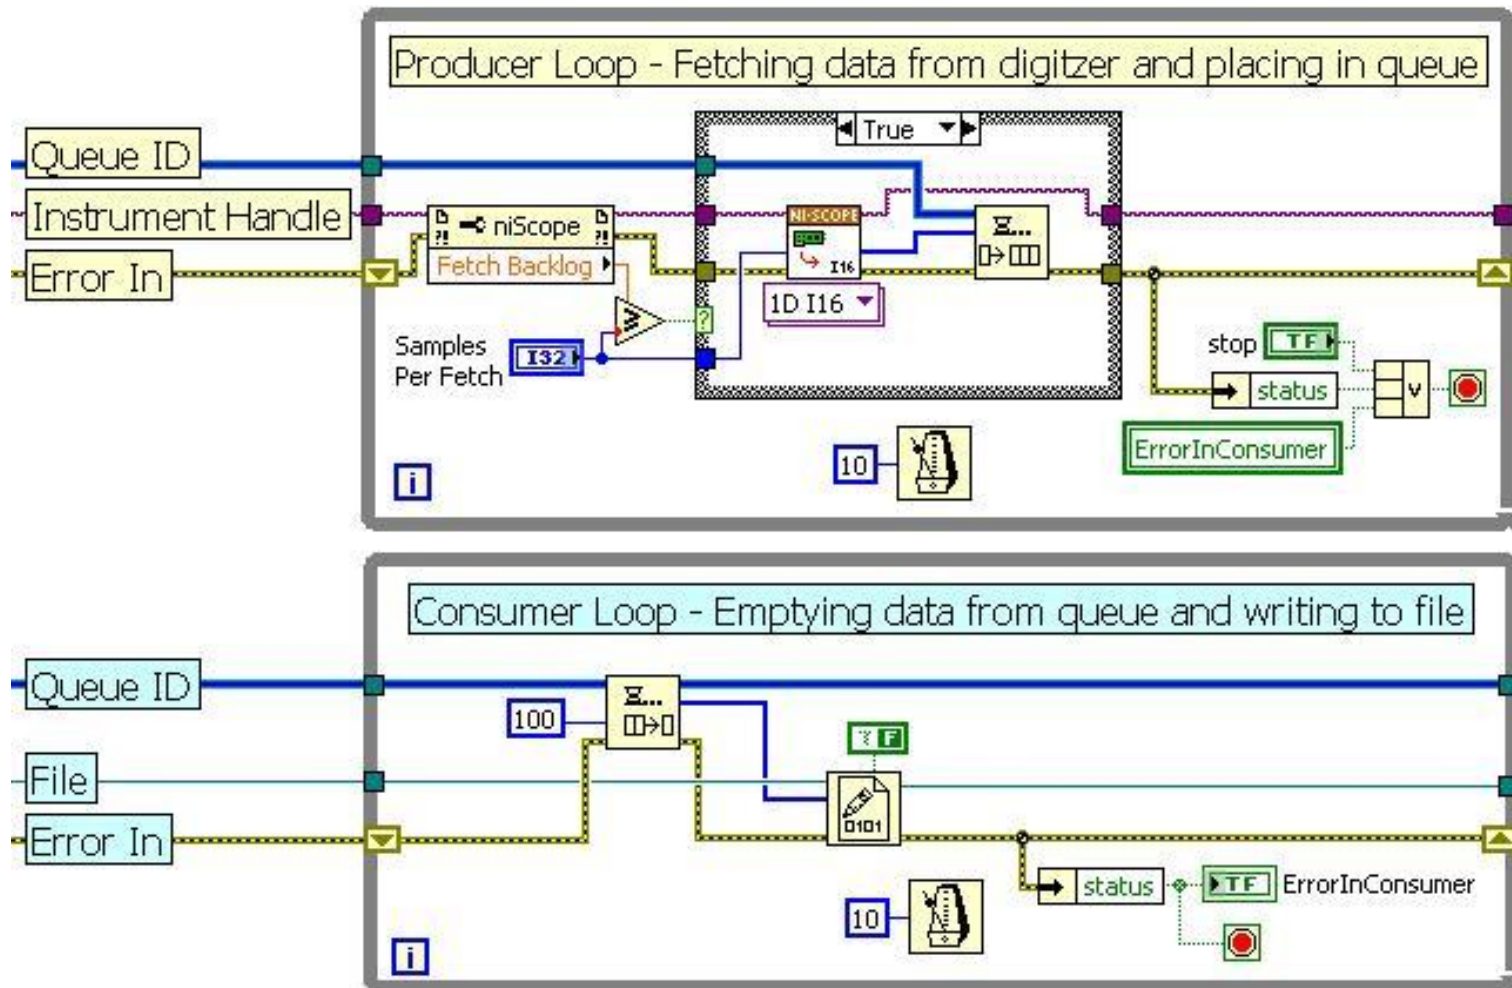 Producer Loop - Fetching data from digitzer and placing in queue
True
Queue ID
Instrument Handle
niScope
NI-SCOPE
Error In
Fetch Backlog
I16
1D I16
Samples
Per Fetch
I32
?
stop
TF
status
v
ErrorInConsumer
10
i
Consumer Loop - Emptying data from queue and writing to file
Queue ID
100
F
File
0101
Error In
status
TF
ErrorInConsumer
10
i